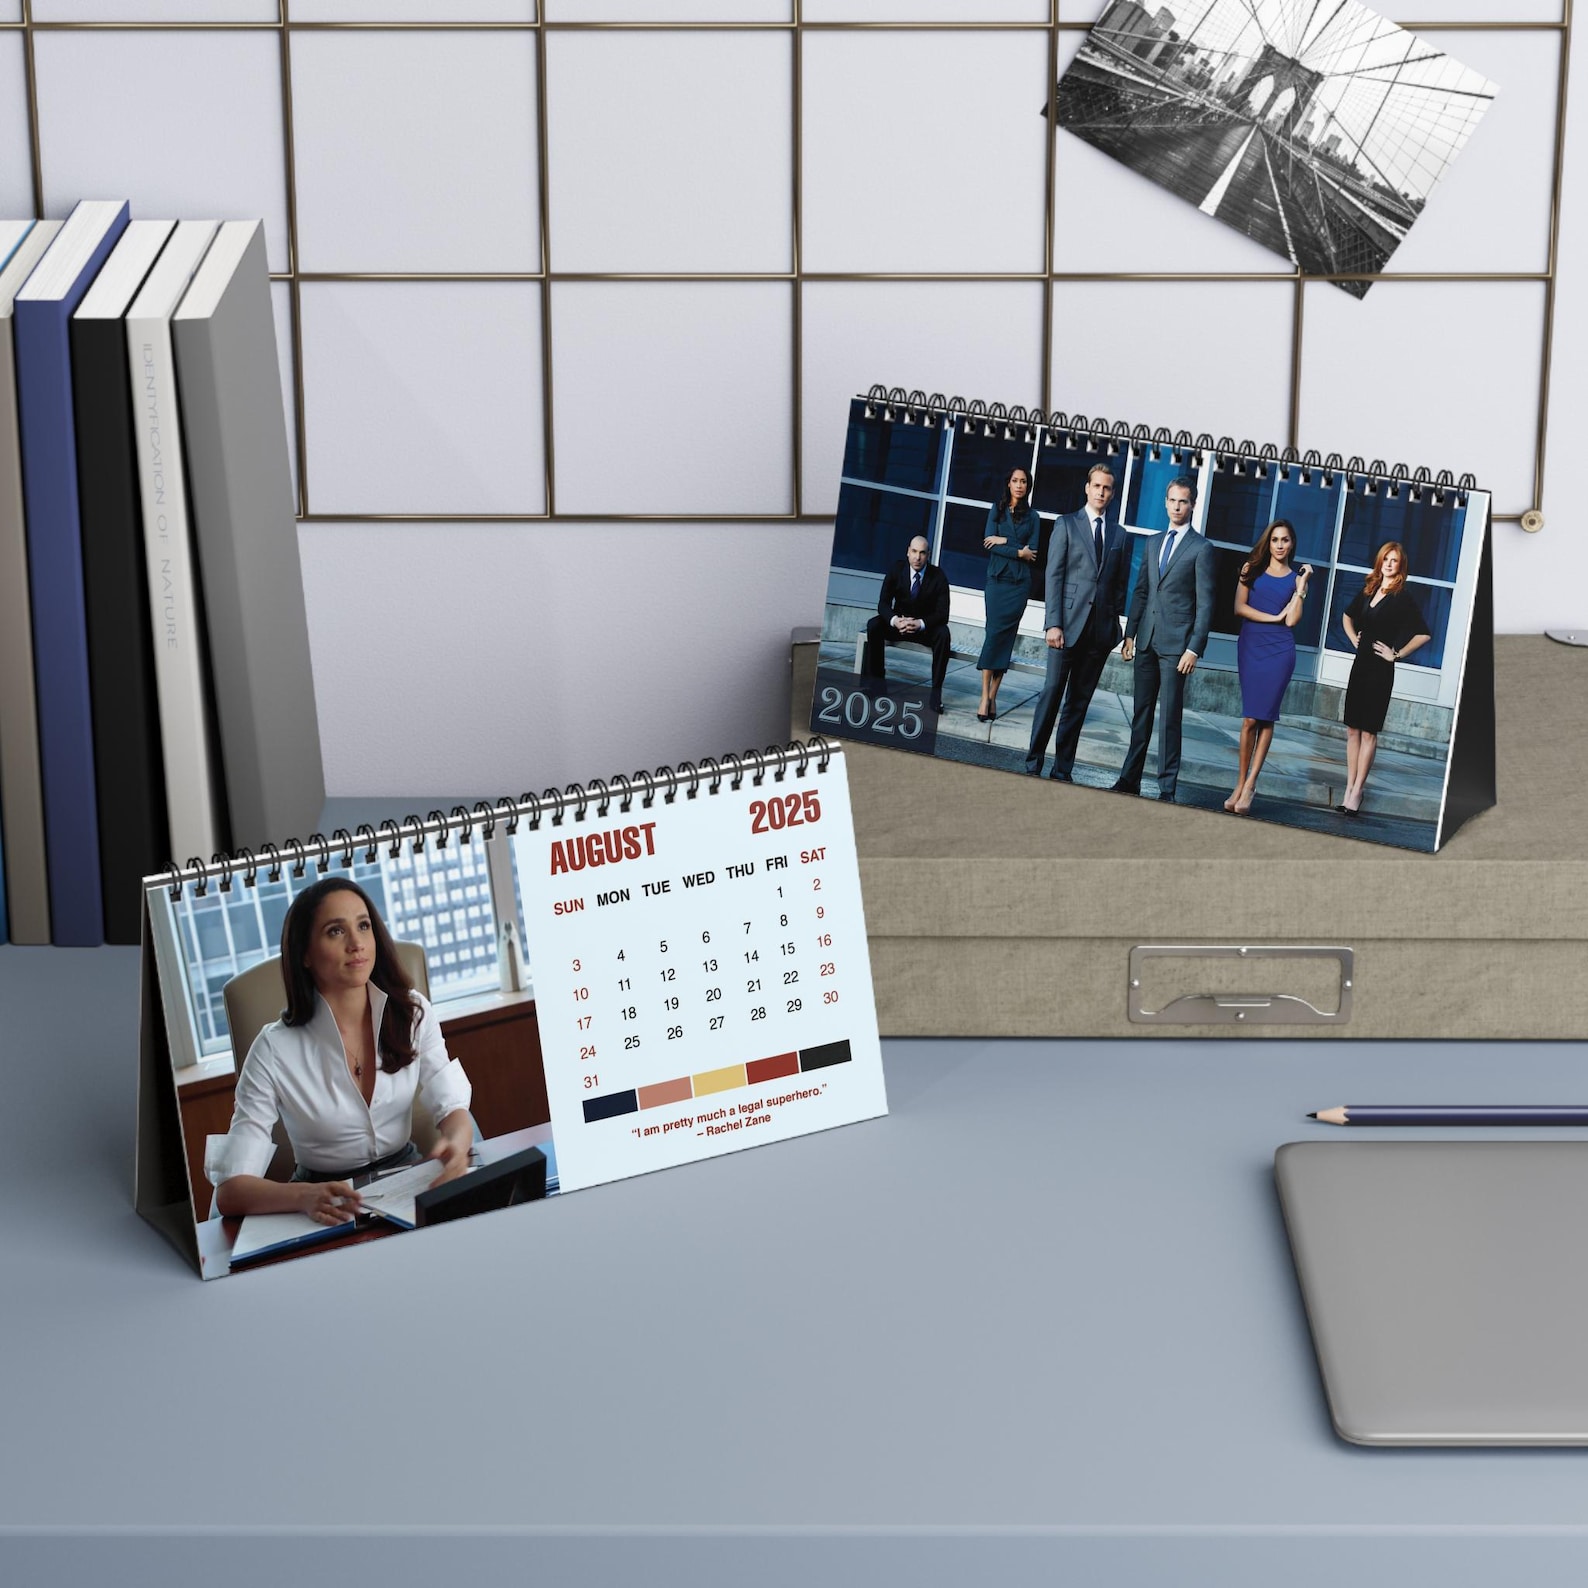 IDENTYFICATION OF NATURE
2025
AUGUST 2025
SUN MON TUE WED THU FRI SAT
1 2
3 4 5 6 7 8 9
10 11 12 13 14 15 16
17 18 19 20 21 22 23
24 25 26 27 28 29 30
31
“I am pretty much a legal superhero.”
– Rachel Zane